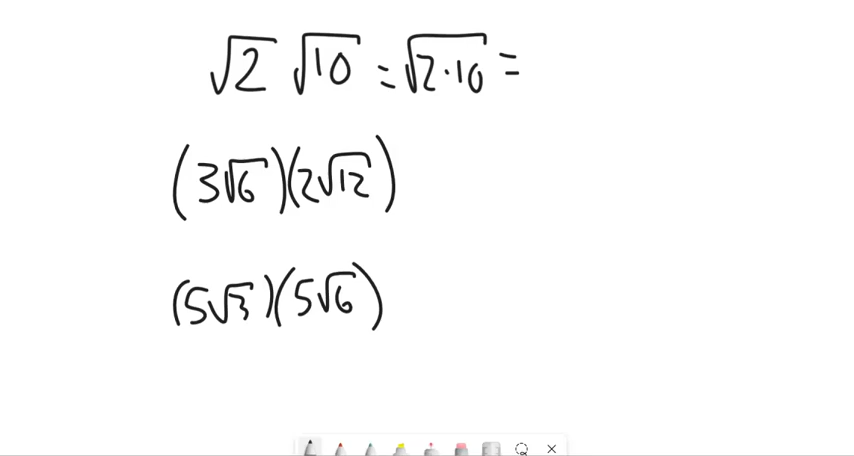 √2 √10 = √2·10 =
(3√6)(2√12)
(5√3)(5√6)